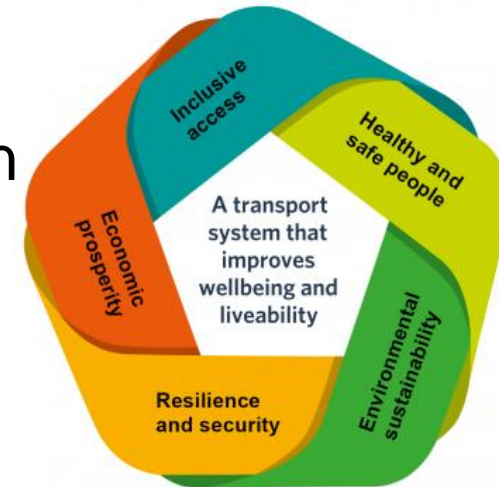 n
Inclusive
access
Healthy and
safe people
A transport
system that
improves
wellbeing and
liveability
Economic
prosperity
Environmental
sustainability
Resilience
and security